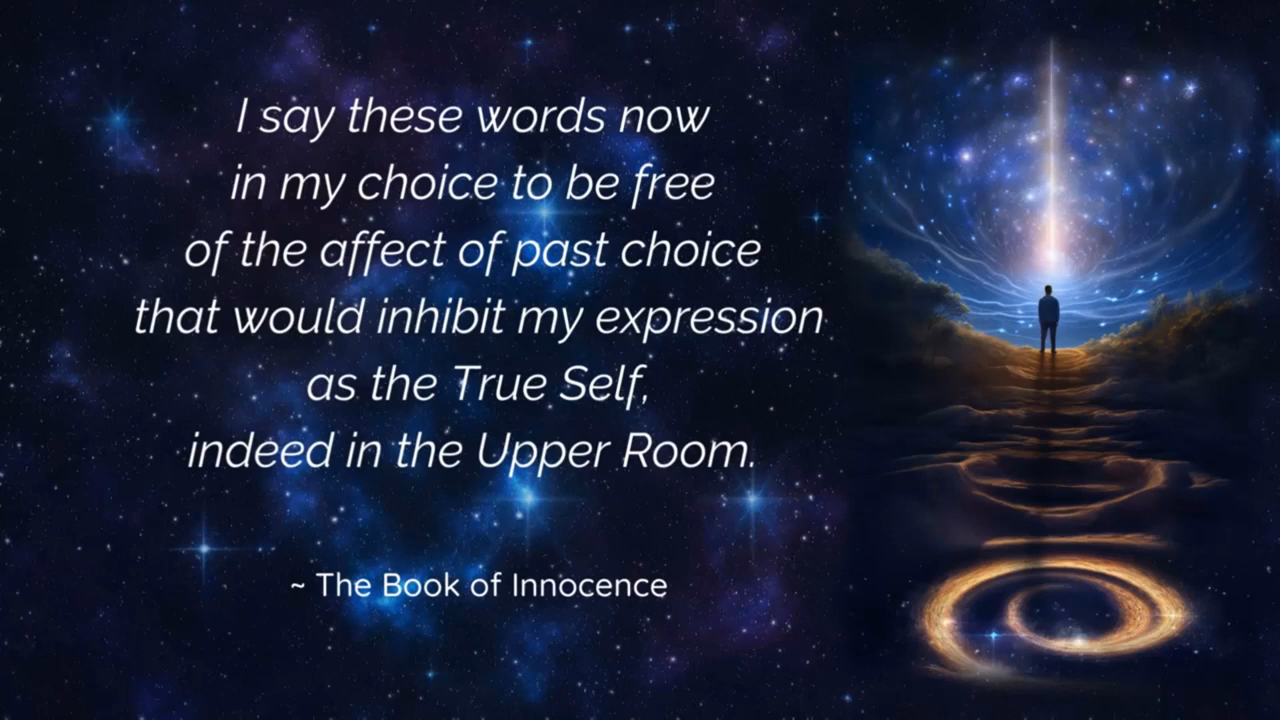 I say these words now
in my choice to be free
of the affect of past choice
that would inhibit my expression
as the True Self,
indeed in the Upper Room.
~ The Book of Innocence